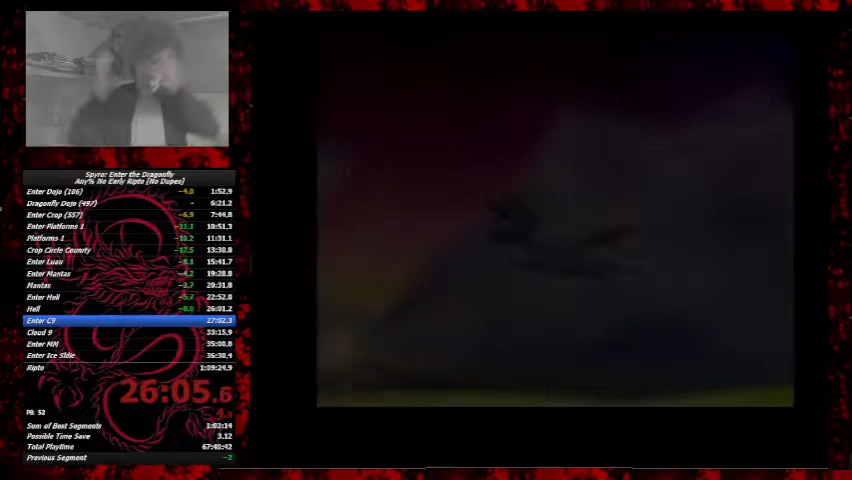 Spyro: Enter the Dragonfly
Any% No Early Ripto [No Dupes]
Enter Dojo (106) −4.0 1:52.9
Dragonfly Dojo (497) - 6:21.2
Enter Crop (557) −6.9 7:44.8
Enter Platforms 1 −11.1 10:51.3
Platforms 1 −10.2 11:31.1
Crop Circle Country −12.5 13:30.8
Enter Luau −8.1 15:41.7
Enter Mantas −4.2 19:28.8
Mantas −2.7 20:31.8
Enter Hell −5.7 22:52.0
Hell −8.0 26:01.2
Enter C9 27:02.3
Cloud 9 33:15.9
Enter MM 35:00.8
Enter Ice Sldie 36:30.4
Ripto 1:09:24.9
26:05.6
PB: 52
Sum of Best Segments 1:03:14
Possible Time Save 3.12
Total Playtime 67:40:42
Previous Segment −2